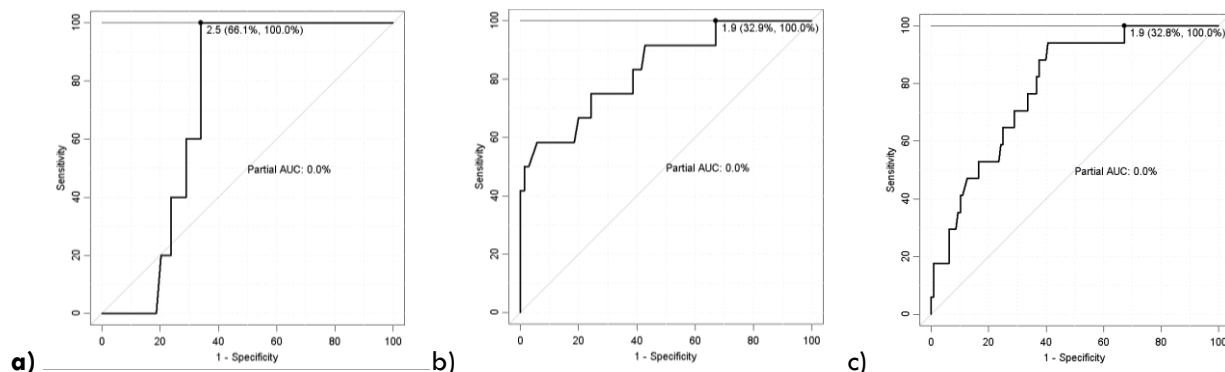 100
80
60
40
20
0
Sensitivity
2.5 (66.1%, 100.0%)
Partial AUC: 0.0%
0 20 40 60 80 100
1 - Specificity
a)
100
80
60
40
20
0
Sensitivity
1.9 (32.9%, 100.0%)
Partial AUC: 0.0%
0 20 40 60 80 100
1 - Specificity
b)
100
80
60
40
20
0
Sensitivity
1.9 (32.8%, 100.0%)
Partial AUC: 0.0%
0 20 40 60 80 100
1 - Specificity
c)